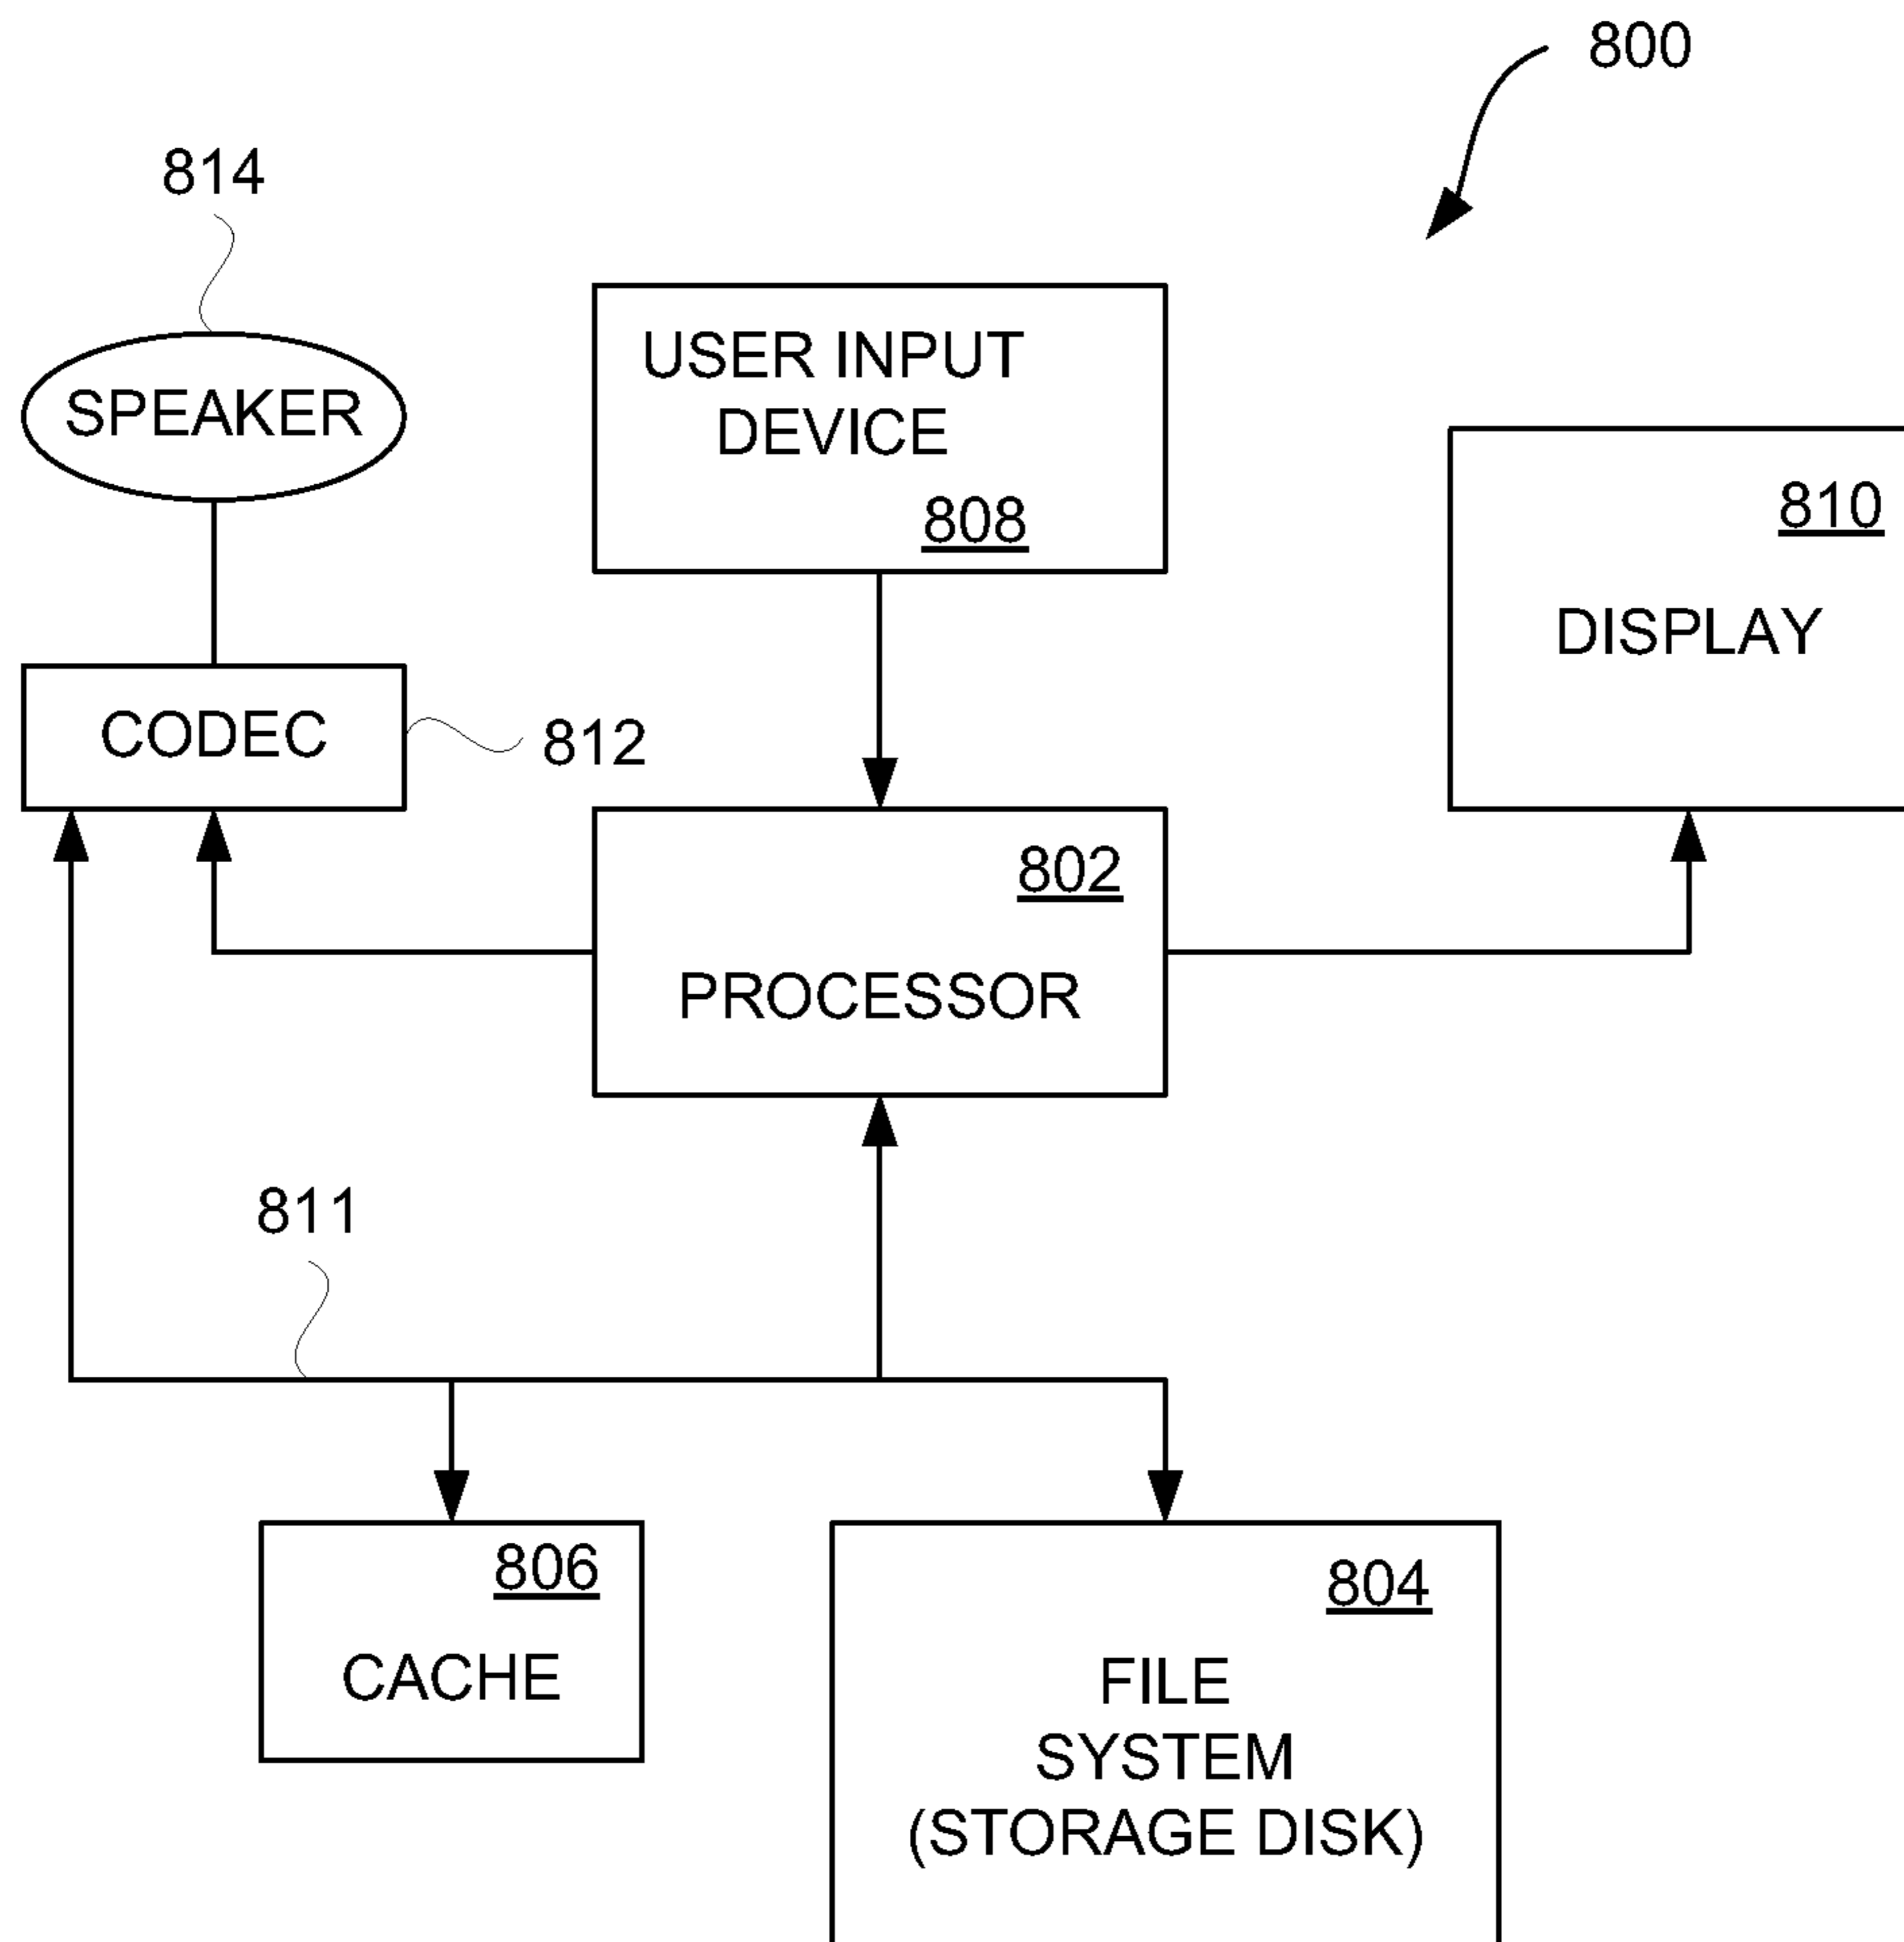 800
814
SPEAKER
USER INPUT
DEVICE
808
810
DISPLAY
CODEC
812
802
PROCESSOR
811
806
CACHE
804
FILE
SYSTEM
(STORAGE DISK)